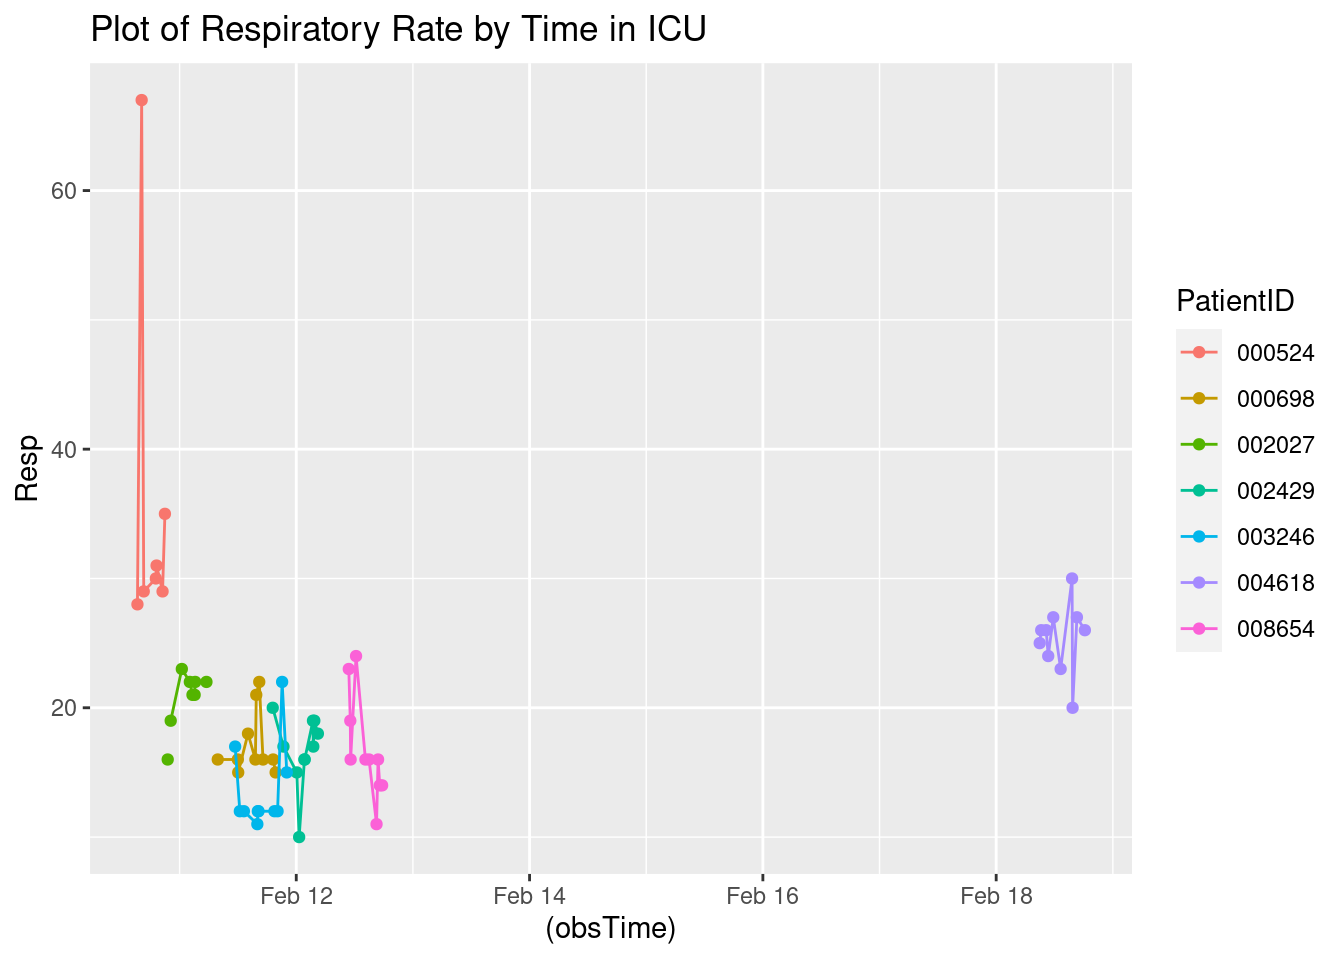 Plot of Respiratory Rate by Time in ICU
60
40
20
Resp
Feb 12
Feb 14
Feb 16
Feb 18
(obsTime)
PatientID
000524
000698
002027
002429
003246
004618
008654